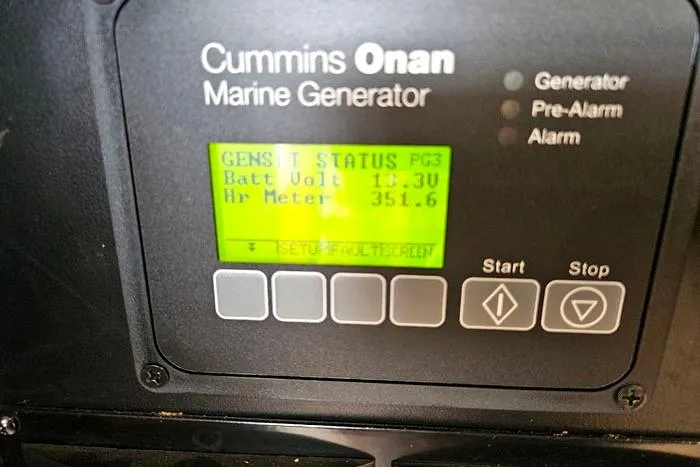 Cummins Onan
Marine Generator
Generator
Pre-Alarm
Alarm
GENSET STATUS PG3
Batt Volt 13.3V
Hr Meter 351.6
SETUP FAULT SCREEN
Start
Stop